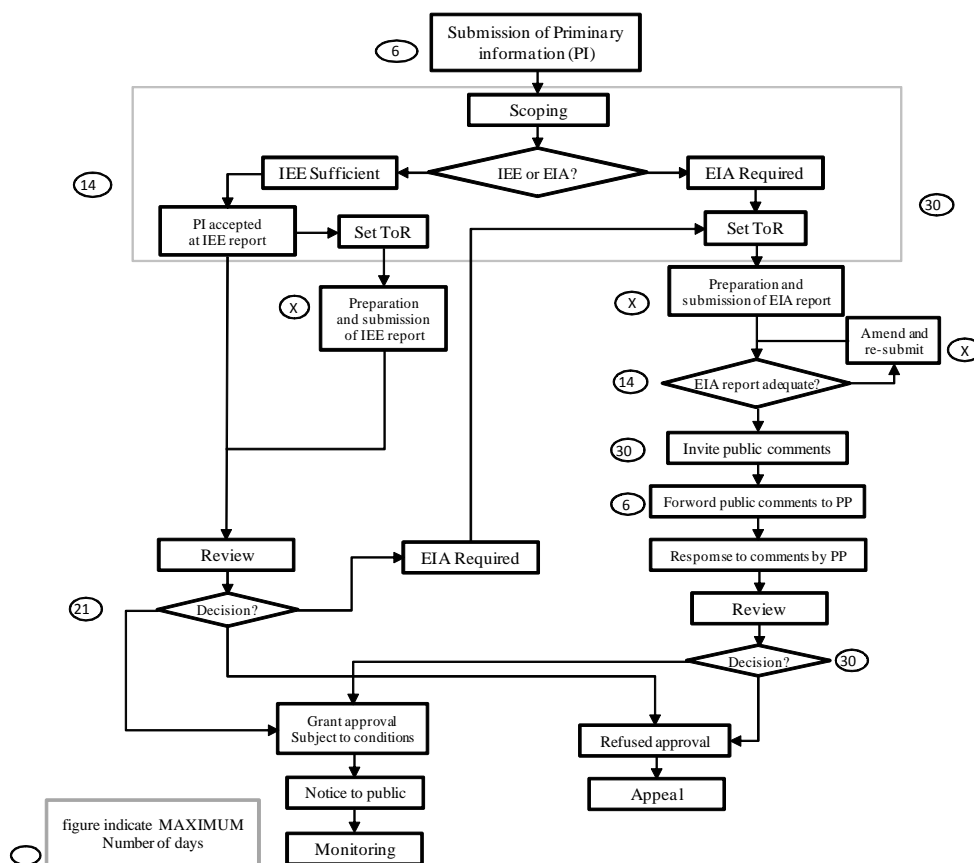 6
Submission of Priminary
information (PI)
Scoping
14
IEE Sufficient
IEE or EIA?
EIA Required
30
PI accepted
at IEE report
Set ToR
Set ToR
X
Preparation
and submission
of IEE report
X
Preparation and
submission of EIA report
Amend and
re-submit
X
14
EIA report adequate?
30
Invite public comments
6
Forword public comments to PP
Review
EIA Required
Respomse to comments by PP
21
Decision?
Review
Decision?
30
Grant approval
Subject to conditions
Refused approval
Notice to public
Appeal
Monitoring
figure indicate MAXIMUM
Number of days